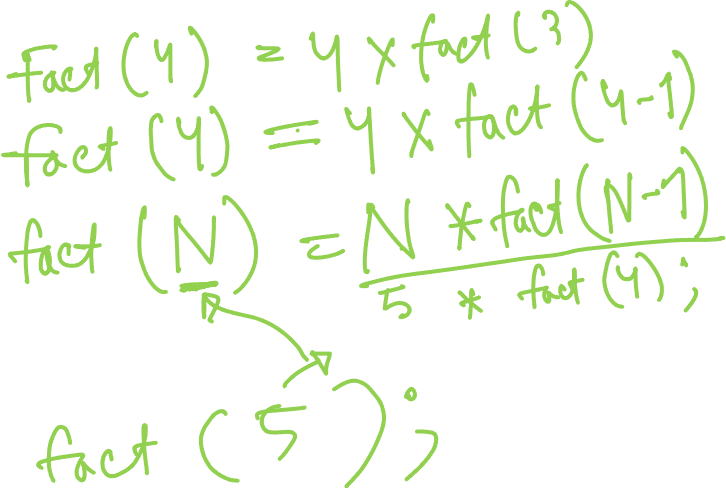 Fact (4) = 4 x fact (3)
fact (4) = 4 x fact (4-1)
fact (N) = N * fact (N-1)
5 * fact (4) ;
fact (5) ;